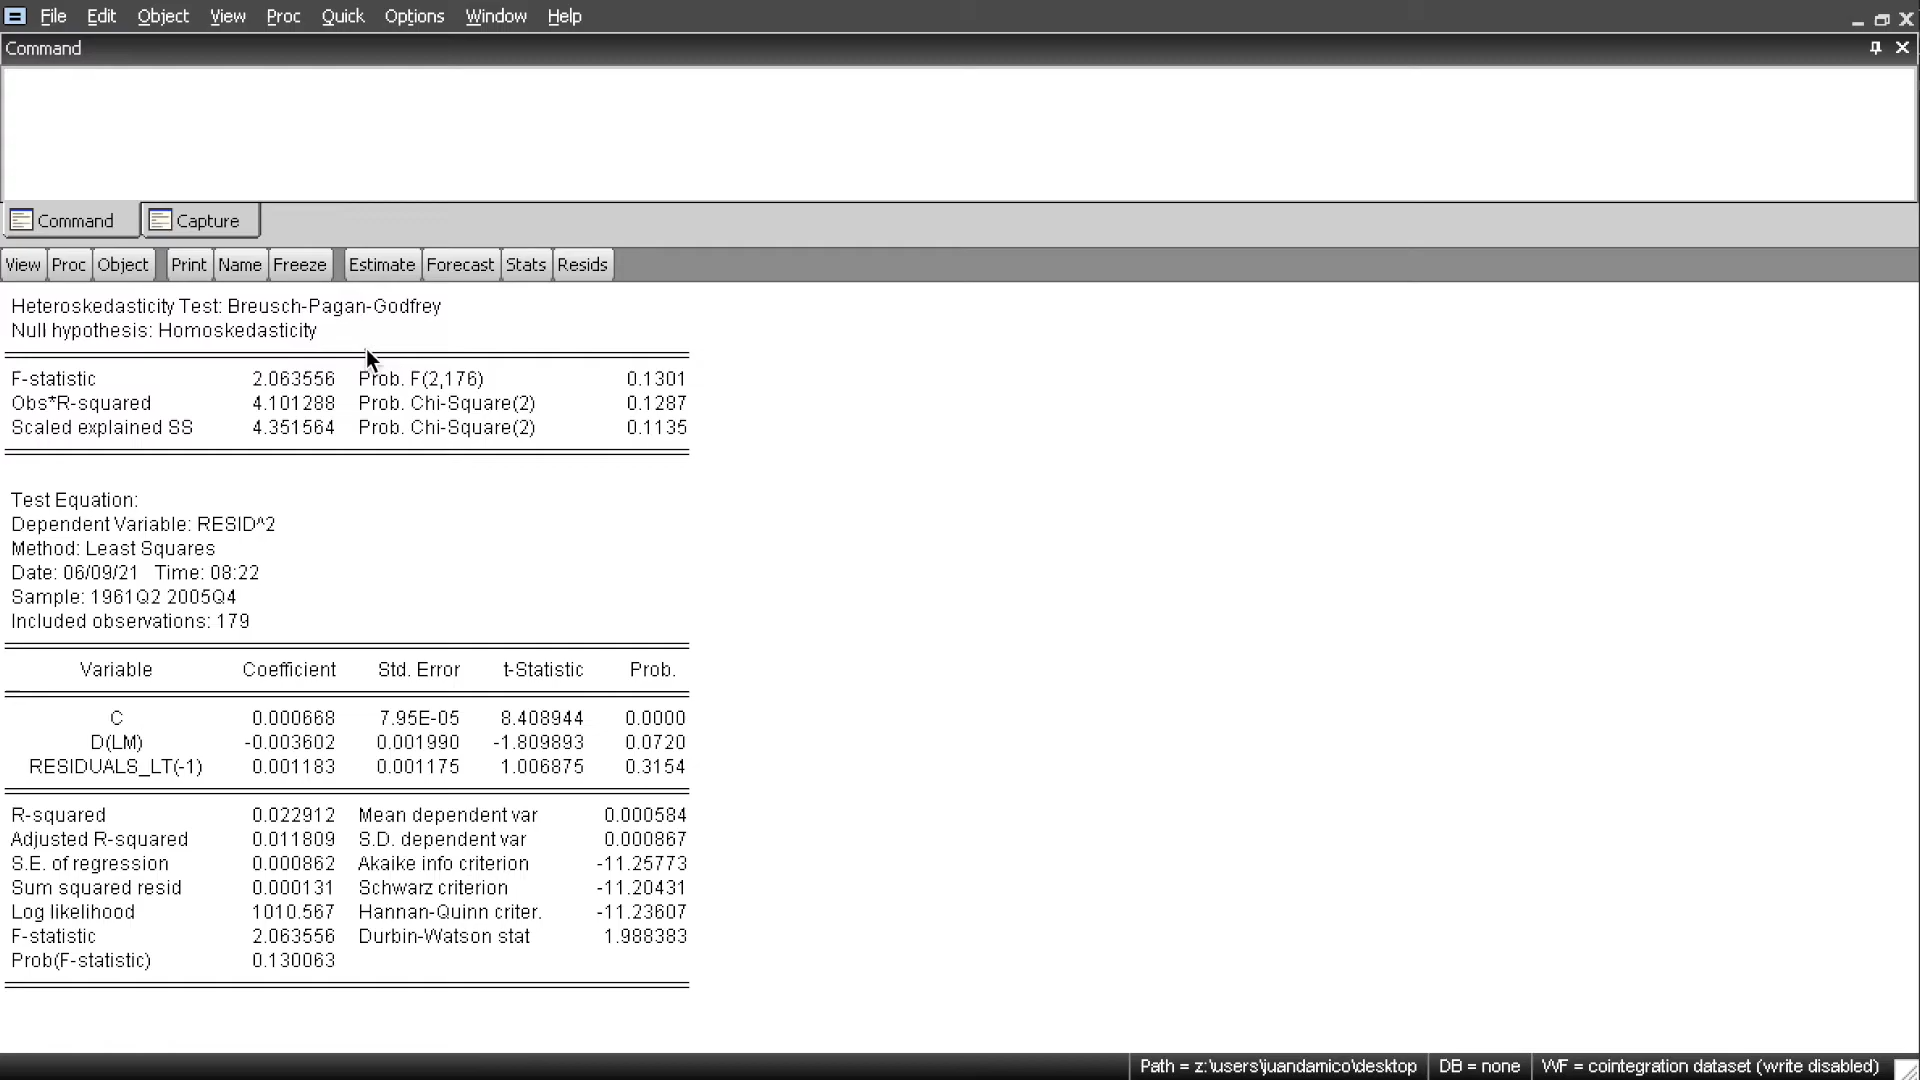 File Edit Object View Proc Quick Options Window Help
Command
Command Capture
View Proc Object Print Name Freeze Estimate Forecast Stats Resids
Heteroskedasticity Test: Breusch-Pagan-Godfrey
Null hypothesis: Homoskedasticity
F-statistic 2.063556 Prob. F(2,176) 0.1301
Obs*R-squared 4.101288 Prob. Chi-Square(2) 0.1287
Scaled explained SS 4.351564 Prob. Chi-Square(2) 0.1135
Test Equation:
Dependent Variable: RESID^2
Method: Least Squares
Date: 06/09/21 Time: 08:22
Sample: 1961Q2 2005Q4
Included observations: 179
Variable Coefficient Std. Error t-Statistic Prob.
C 0.000668 7.95E-05 8.408944 0.0000
D(LM) -0.003602 0.001990 -1.809893 0.0720
RESIDUALS_LT(-1) 0.001183 0.001175 1.006875 0.3154
R-squared 0.022912 Mean dependent var 0.000584
Adjusted R-squared 0.011809 S.D. dependent var 0.000867
S.E. of regression 0.000862 Akaike info criterion -11.25773
Sum squared resid 0.000131 Schwarz criterion -11.20431
Log likelihood 1010.567 Hannan-Quinn criter. -11.23607
F-statistic 2.063556 Durbin-Watson stat 1.988383
Prob(F-statistic) 0.130063
Path = z:\users\juandamico\desktop DB = none WF = cointegration dataset (write disabled)